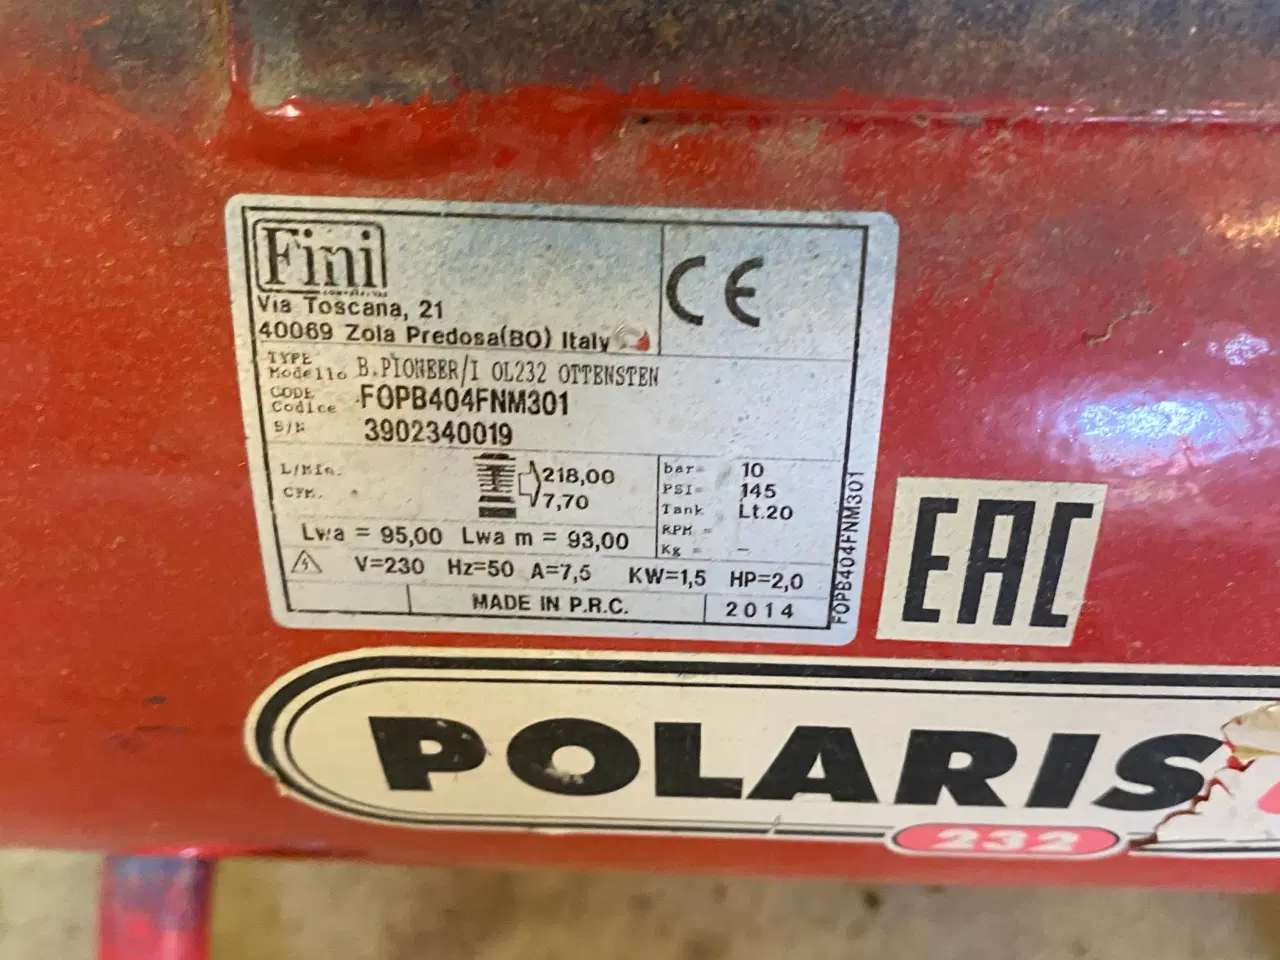 Fini
Via Toscana, 21
40069 Zola Predosa(BO) Italy
CE
TYPE
Modello B.PIONEER/I OL232 OTTENSTEN
CODE
Codice FOPB404FNM301
S/N 3902340019
L/Min. 218,00
CFM. 7,70
Lwa = 95,00 Lwa m = 93,00
bar= 10
PSI= 145
Tank Lt.20
RPM =
Kg = –
V=230 Hz=50 A=7,5 KW=1,5 HP=2,0
MADE IN P.R.C. 2014
FOPB404FNM301
EAC
POLARIS
232